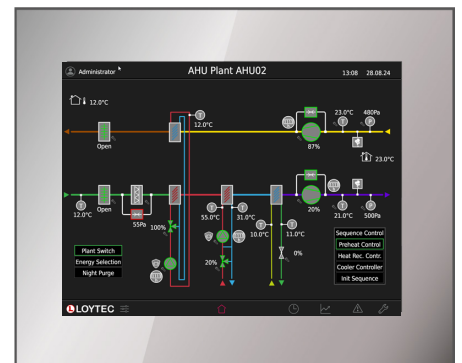 Administrator
AHU Plant AHU02
13:08 28.08.24
12.0°C
T
12.0°C
23.0°C
480Pa
T
P
Open
87%
23.0°C
Open
T
12.0°C
55Pa
100%
T
55.0°C
T
31.0°C
20%
T
21.0°C
P
500Pa
T
10.0°C
T
11.0°C
20%
0%
Plant Switch
Energy Selection
Night Purge
Sequence Control
Preheat Control
Heat Rec. Contr.
Cooler Controller
Init Sequence
LOYTEC